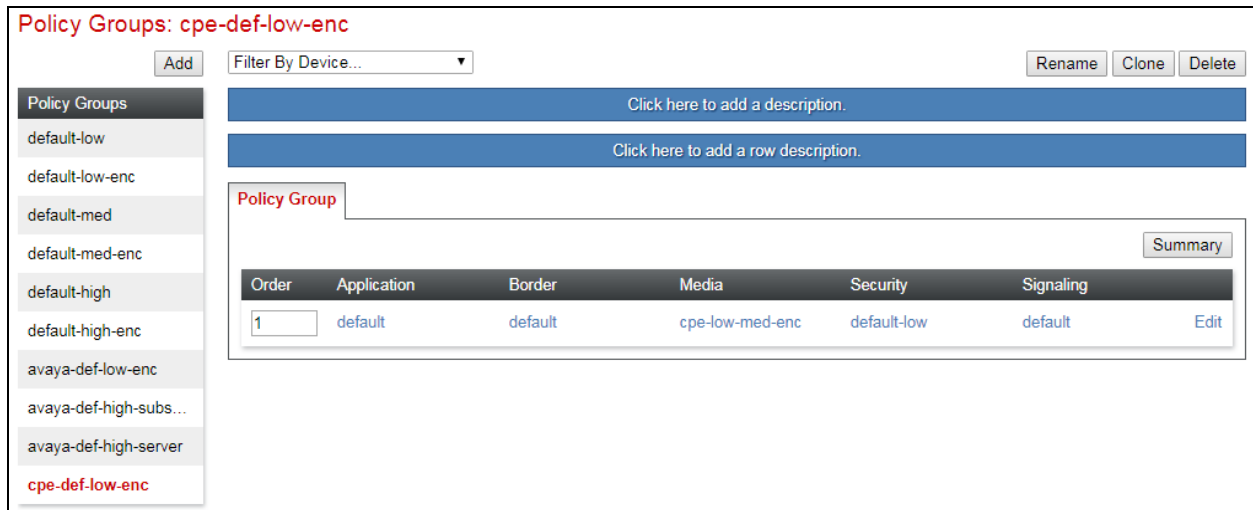 Policy Groups: cpe-def-low-enc
Add
Filter By Device...
Rename
Clone
Delete
Policy Groups
default-low
default-low-enc
default-med
default-med-enc
default-high
default-high-enc
avaya-def-low-enc
avaya-def-high-subs...
avaya-def-high-server
cpe-def-low-enc
Click here to add a description.
Click here to add a row description.
Policy Group
Summary
Order Application Border Media Security Signaling
1 default default cpe-low-med-enc default-low default Edit